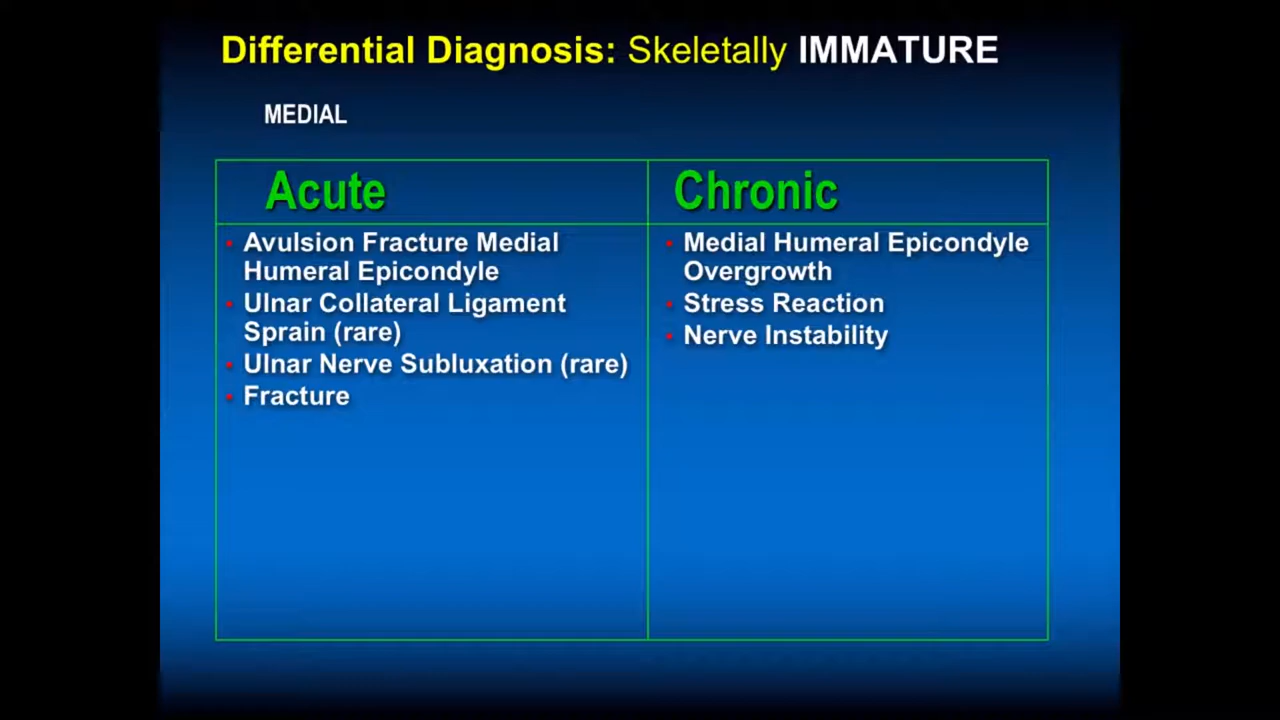 Differential Diagnosis: Skeletally IMMATURE
MEDIAL
Acute
• Avulsion Fracture Medial
Humeral Epicondyle
• Ulnar Collateral Ligament
Sprain (rare)
• Ulnar Nerve Subluxation (rare)
• Fracture
Chronic
• Medial Humeral Epicondyle
Overgrowth
• Stress Reaction
• Nerve Instability